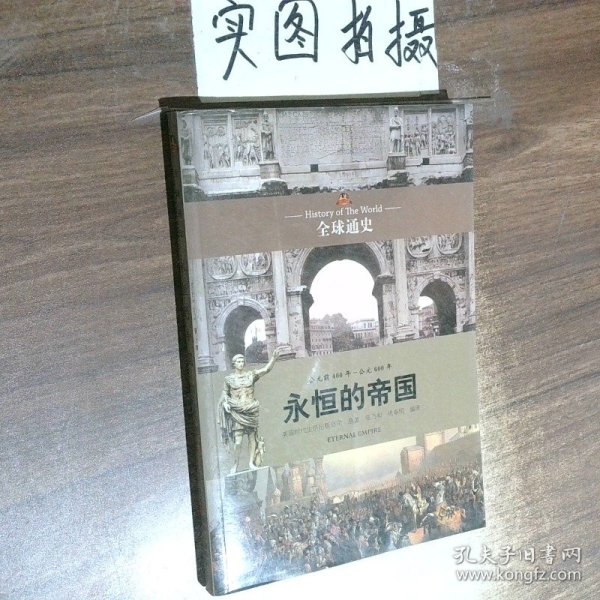 实图拍摄
History of The World
全球通史
公元前400年-公元600年
永恒的帝国
ETERNAL EMPIRE
孔夫子旧书网
www.kongfz.com